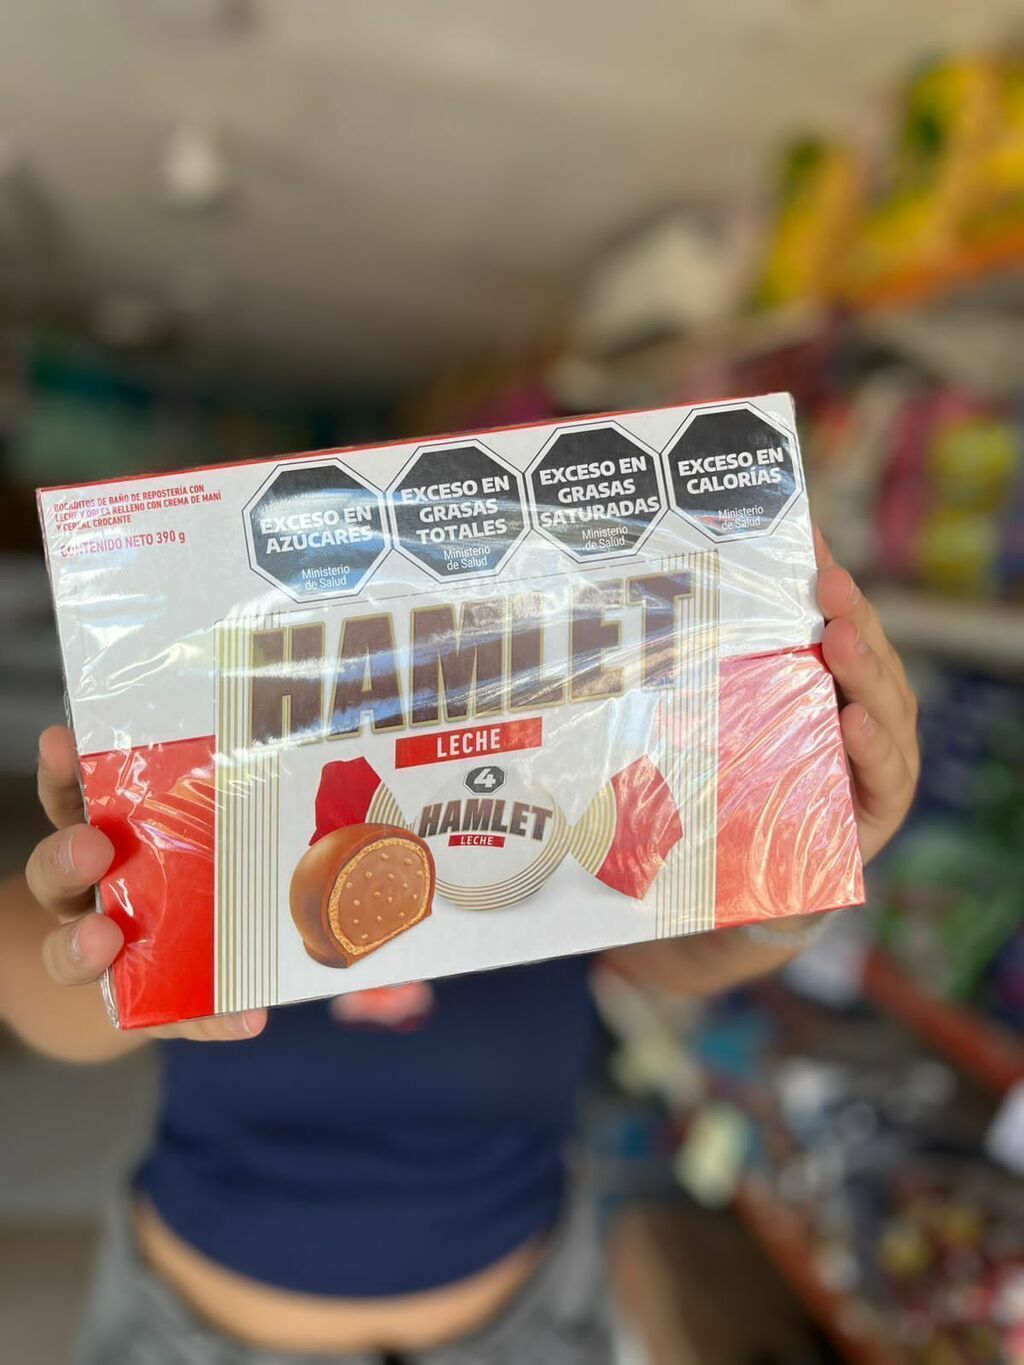 BOCADITOS DE BAÑO DE REPOSTERÍA CON
LECHE Y OBLEA RELLENO CON CREMA DE MANÍ
Y CEREAL CROCANTE
CONTENIDO NETO 390 g
EXCESO EN
AZÚCARES
Ministerio
de Salud
EXCESO EN
GRASAS
TOTALES
Ministerio
de Salud
EXCESO EN
GRASAS
SATURADAS
Ministerio
de Salud
EXCESO EN
CALORÍAS
Ministerio
de Salud
HAMLET
LECHE
4
HAMLET
LECHE